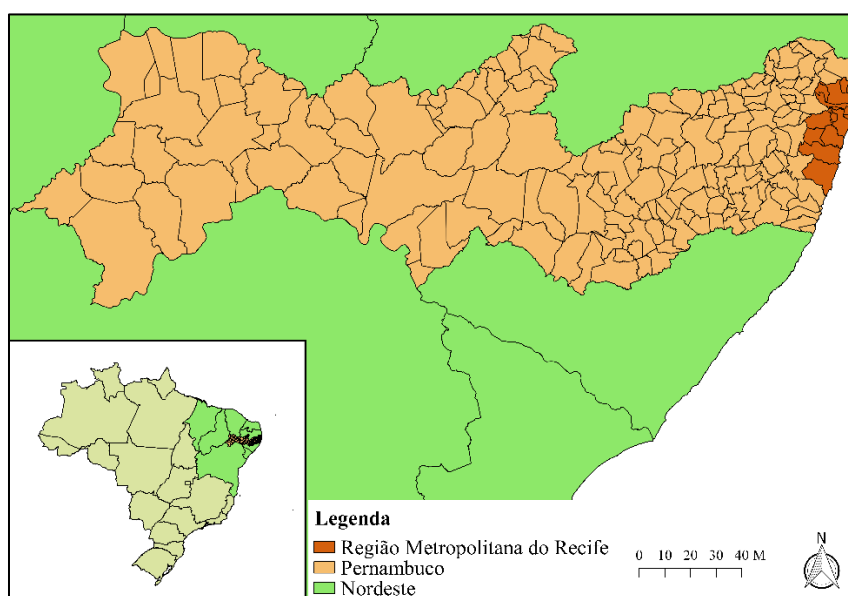 Legenda
Região Metropolitana do Recife
Pernambuco
Nordeste
0 10 20 30 40 M
N